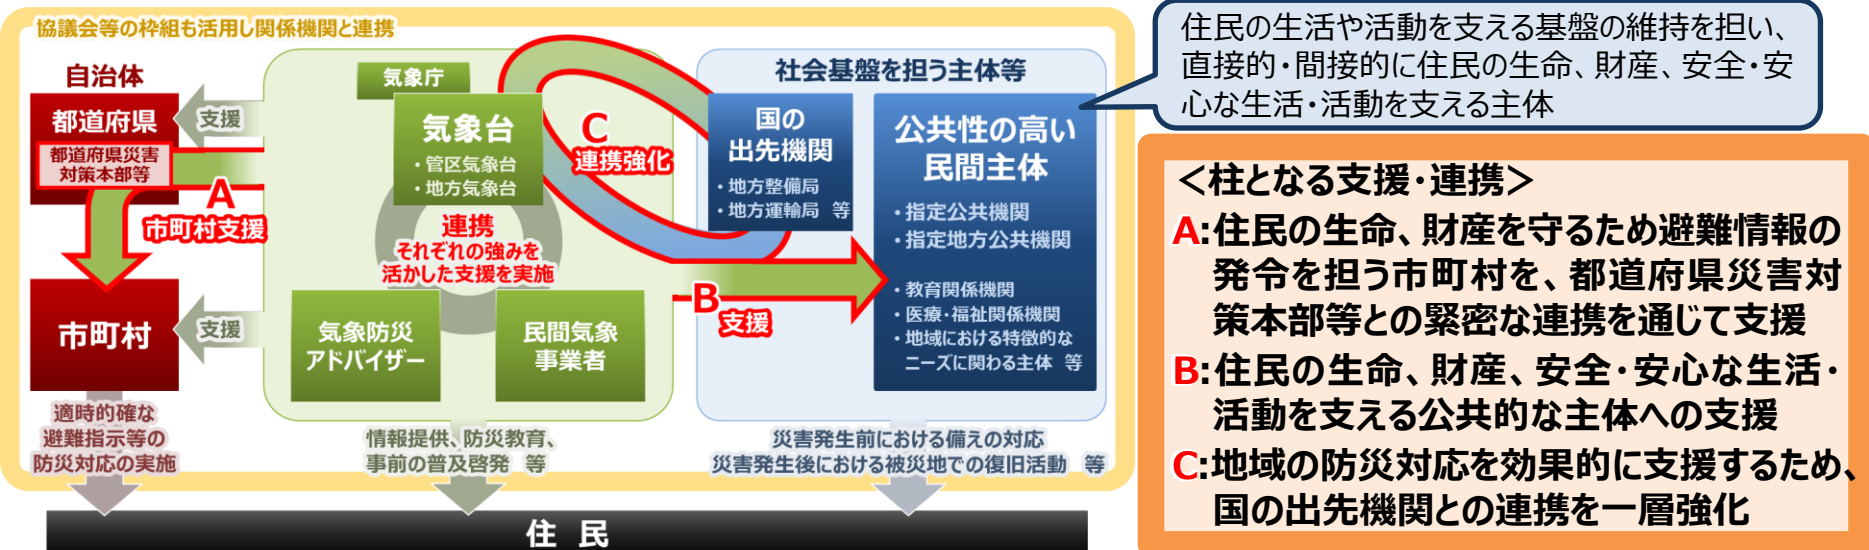 協議会等の枠組も活用し関係機関と連携
自治体
都道府県
都道府県災害
対策本部等
支援
A
市町村支援
市町村
支援
適時的確な
避難指示等の
防災対応の実施
気象庁
気象台
・管区気象台
・地方気象台
連携
それぞれの強みを
活かした支援を実施
気象防災
アドバイザー
民間気象
事業者
情報提供、防災教育、
事前の普及啓発 等
C
連携強化
B
支援
社会基盤を担う主体等
国の
出先機関
・地方整備局
・地方運輸局 等
公共性の高い
民間主体
・指定公共機関
・指定地方公共機関
・教育関係機関
・医療・福祉関係機関
・地域における特徴的な
ニーズに関わる主体 等
災害発生前における備えの対応
災害発生後における被災地での復旧活動 等
住 民
住民の生活や活動を支える基盤の維持を担い、
直接的・間接的に住民の生命、財産、安全・安
心な生活・活動を支える主体
＜柱となる支援・連携＞
A:住民の生命、財産を守るため避難情報の
発令を担う市町村を、都道府県災害対
策本部等との緊密な連携を通じて支援
B:住民の生命、財産、安全・安心な生活・
活動を支える公共的な主体への支援
C:地域の防災対応を効果的に支援するため、
国の出先機関との連携を一層強化